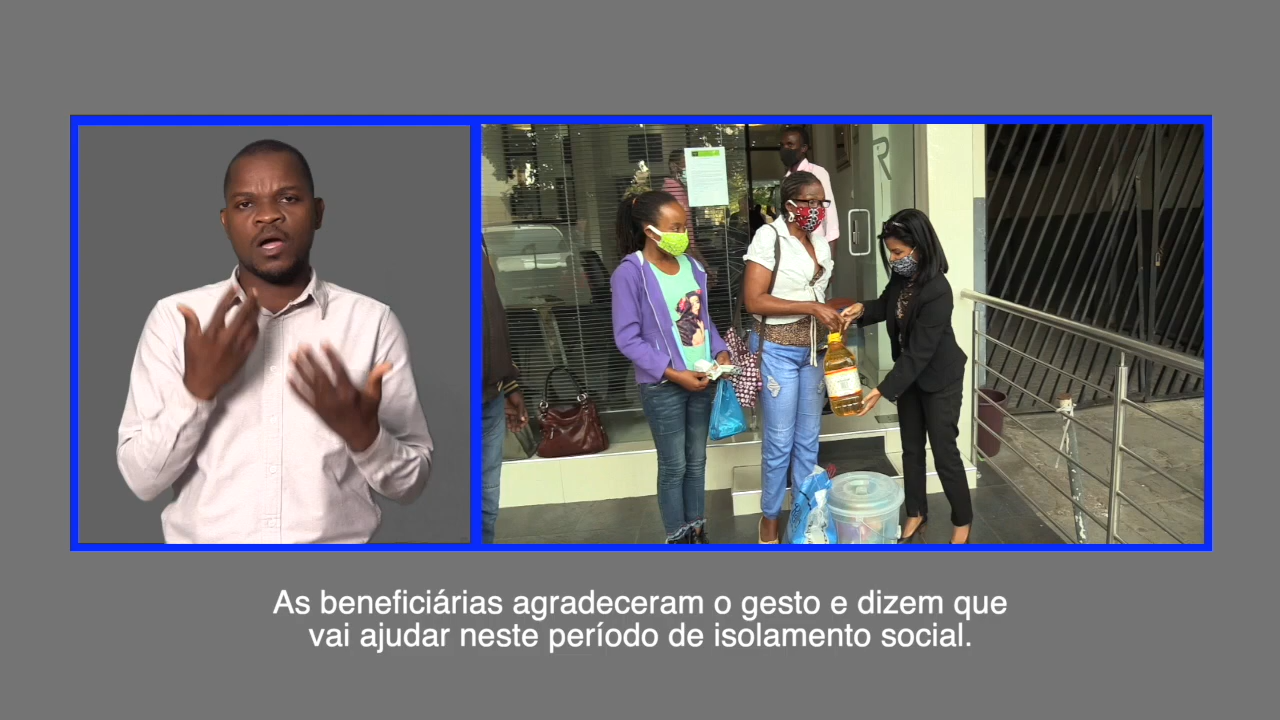 R
As beneficiárias agradeceram o gesto e dizem que
vai ajudar neste período de isolamento social.